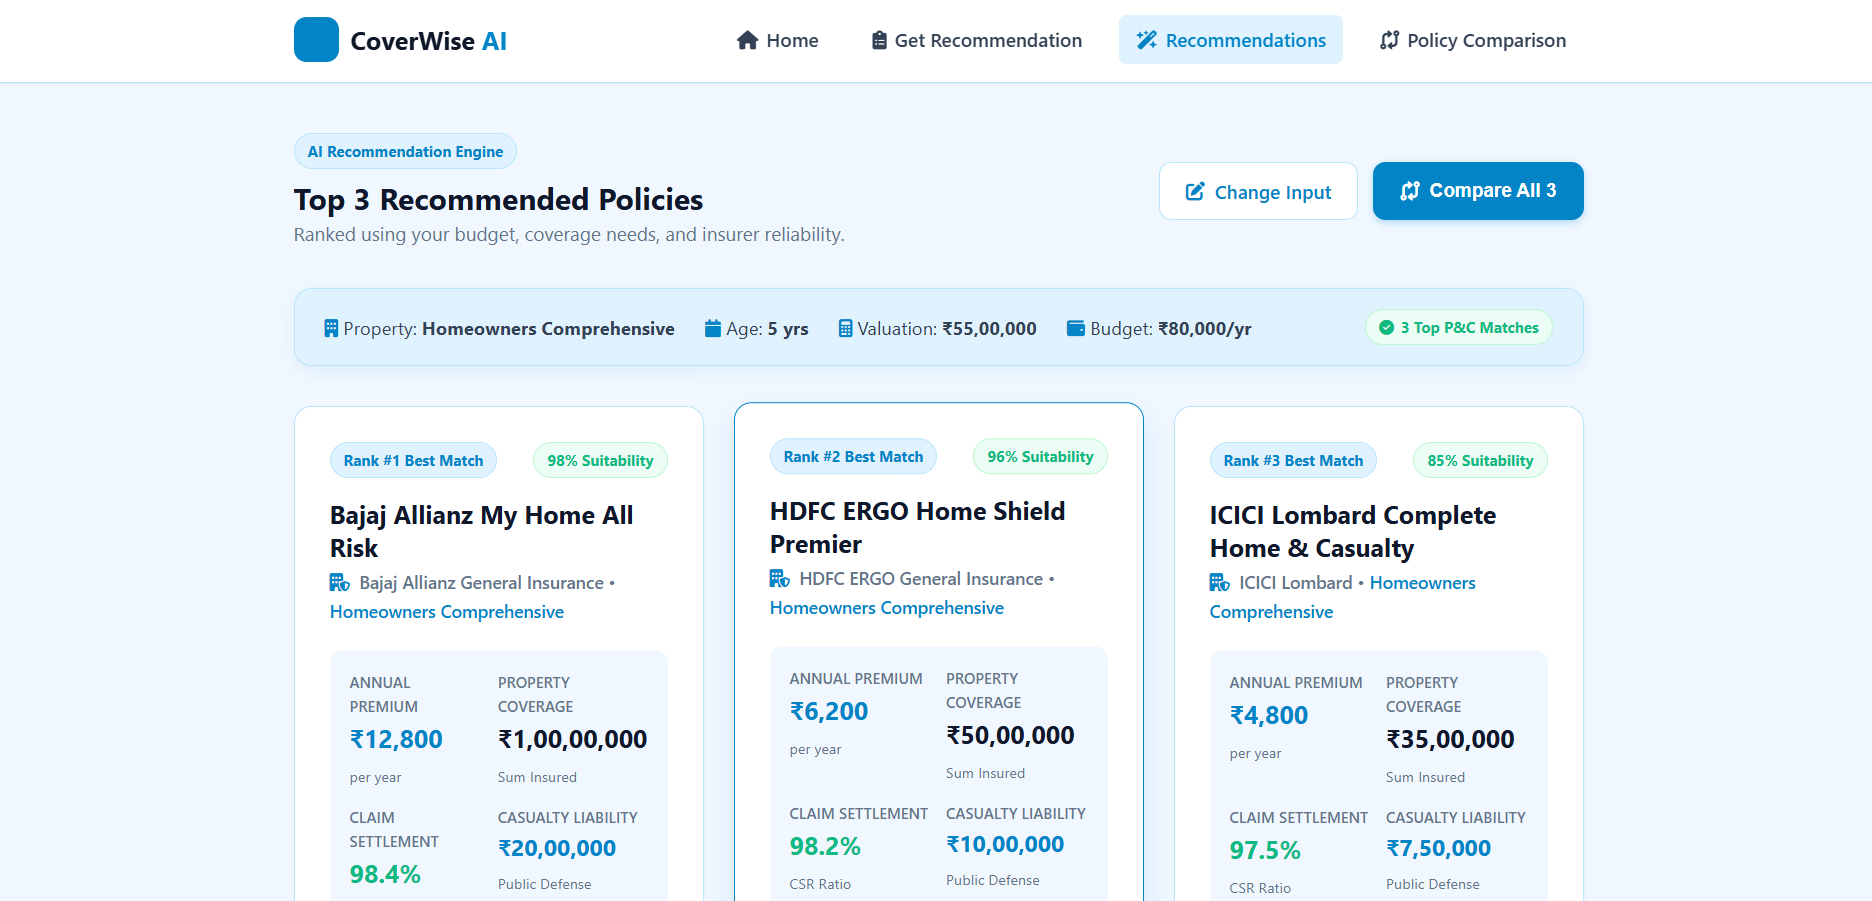 CoverWise AI
Home
Get Recommendation
Recommendations
Policy Comparison
AI Recommendation Engine
Top 3 Recommended Policies
Ranked using your budget, coverage needs, and insurer reliability.
Change Input
Compare All 3
Property: Homeowners Comprehensive
Age: 5 yrs
Valuation: ₹55,00,000
Budget: ₹80,000/yr
3 Top P&C Matches
Rank #1 Best Match
98% Suitability
Bajaj Allianz My Home All
Risk
Bajaj Allianz General Insurance •
Homeowners Comprehensive
ANNUAL
PREMIUM
₹12,800
per year
PROPERTY
COVERAGE
₹1,00,00,000
Sum Insured
CLAIM
SETTLEMENT
98.4%
CASUALTY LIABILITY
₹20,00,000
Public Defense
Rank #2 Best Match
96% Suitability
HDFC ERGO Home Shield
Premier
HDFC ERGO General Insurance •
Homeowners Comprehensive
ANNUAL PREMIUM
₹6,200
per year
PROPERTY
COVERAGE
₹50,00,000
Sum Insured
CLAIM SETTLEMENT
98.2%
CSR Ratio
CASUALTY LIABILITY
₹10,00,000
Public Defense
Rank #3 Best Match
85% Suitability
ICICI Lombard Complete
Home & Casualty
ICICI Lombard • Homeowners
Comprehensive
ANNUAL PREMIUM
₹4,800
per year
PROPERTY
COVERAGE
₹35,00,000
Sum Insured
CLAIM SETTLEMENT
97.5%
CSR Ratio
CASUALTY LIABILITY
₹7,50,000
Public Defense